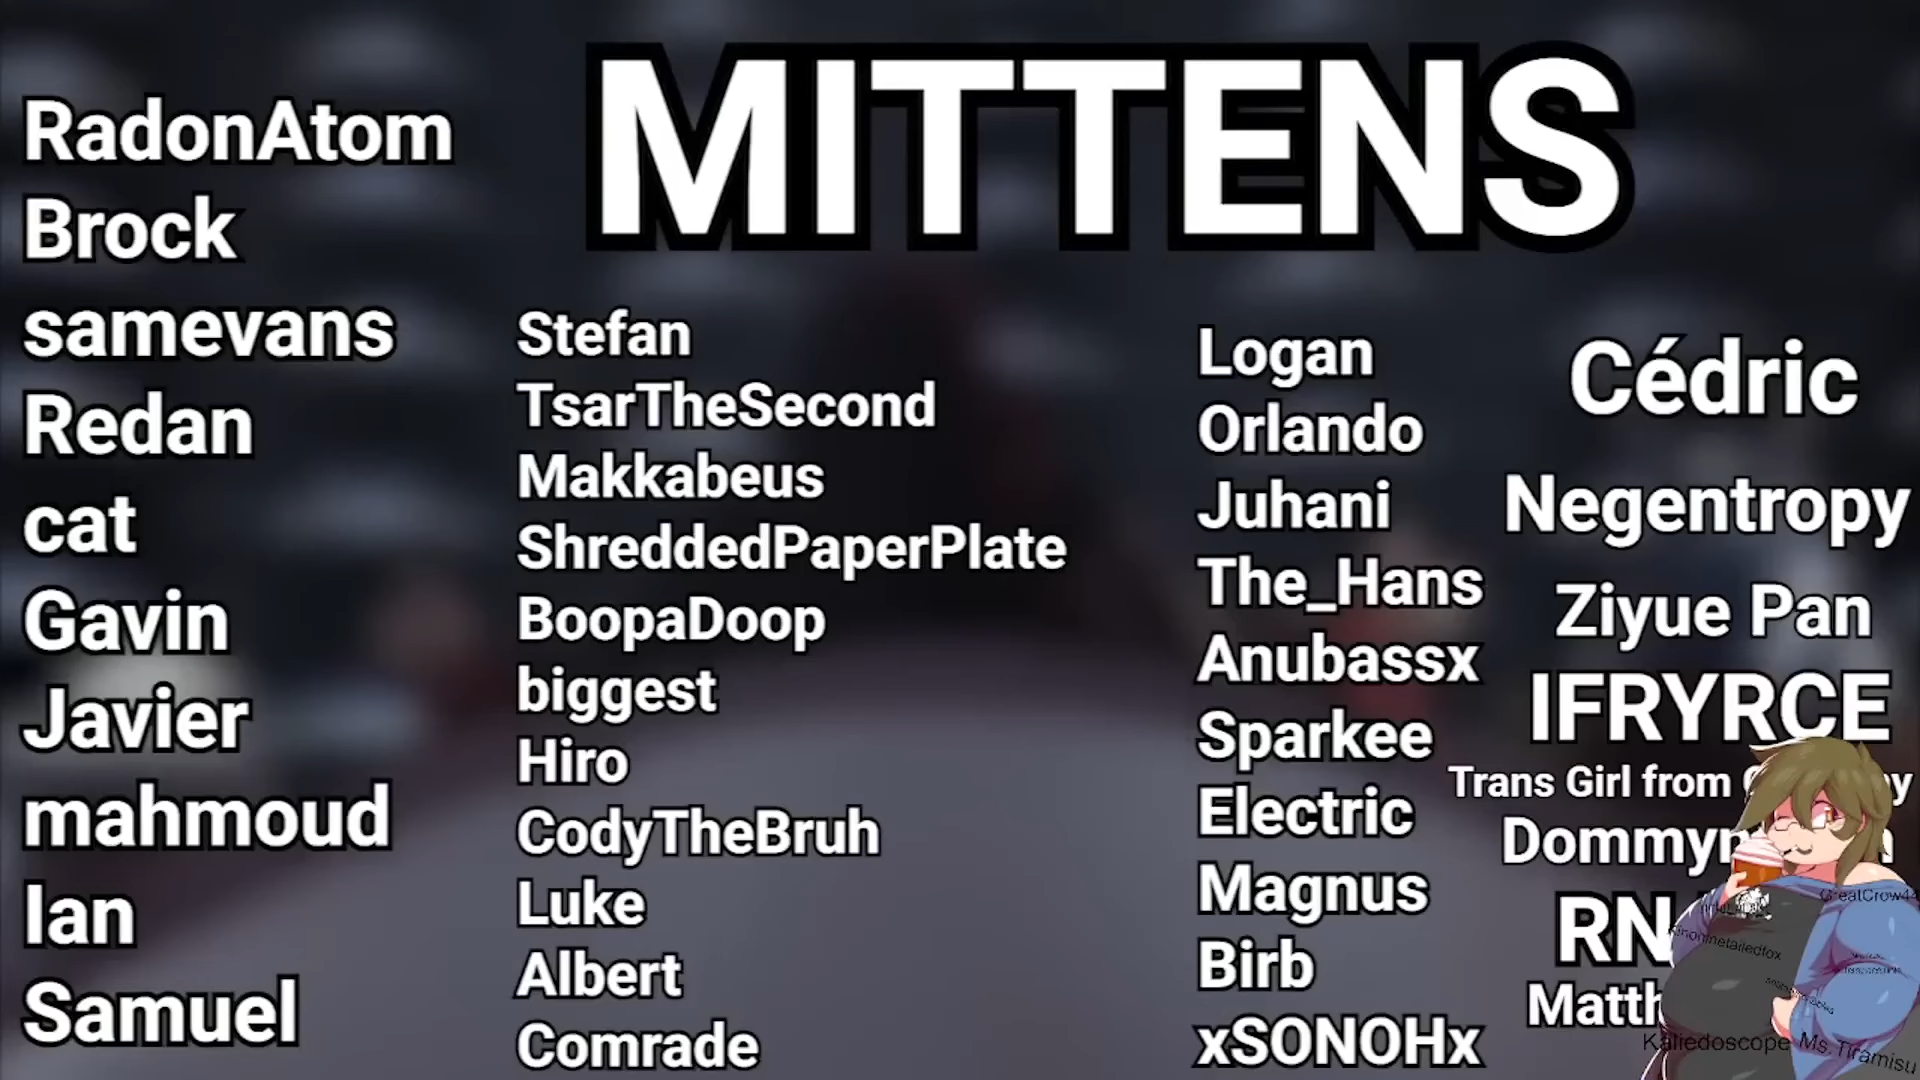 MITTENS
RadonAtom
Brock
samevans
Redan
cat
Gavin
Javier
mahmoud
Ian
Samuel
Stefan
TsarTheSecond
Makkabeus
ShreddedPaperPlate
BoopaDoop
biggest
Hiro
CodyTheBruh
Luke
Albert
Comrade
Logan
Orlando
Juhani
The_Hans
Anubassx
Sparkee
Electric
Magnus
Birb
xSONOHx
Cédric
Negentropy
Ziyue Pan
IFRYRCE
Trans Girl from
GreatCrow44
Kinoninetailedfox
Kaliedoscope
Ms. Tiramisu